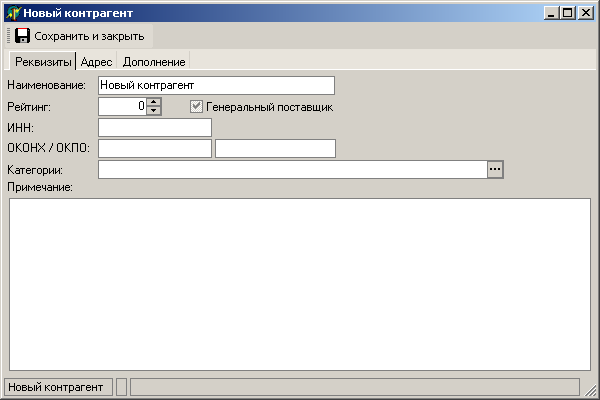 Новый контрагент
Сохранить и закрыть
Реквизиты Адрес Дополнение
Наименование: Новый контрагент
Рейтинг: 0 Генеральный поставщик
ИНН:
ОКОНХ / ОКПО:
Категории: ...
Примечание:
Новый контрагент